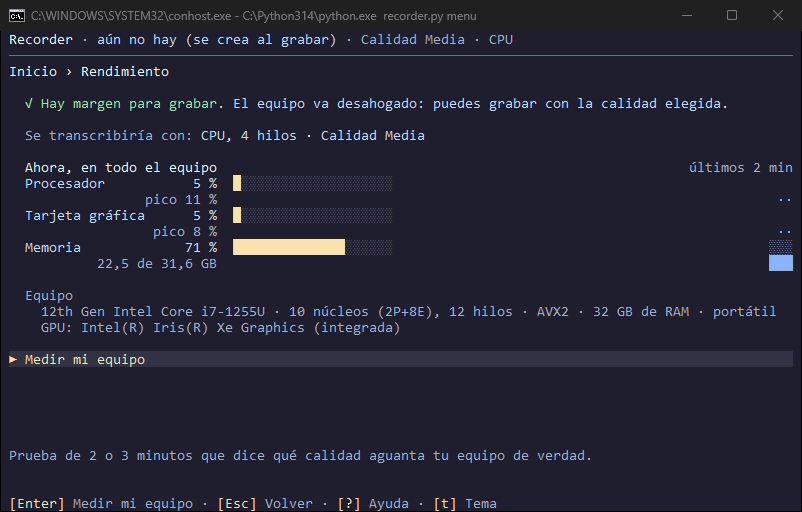 C:\WINDOWS\SYSTEM32\conhost.exe - C:\Python314\python.exe  recorder.py menu
Recorder · aún no hay (se crea al grabar) · Calidad Media · CPU
Inicio › Rendimiento
√ Hay margen para grabar. El equipo va desahogado: puedes grabar con la calidad elegida.
Se transcribiría con: CPU, 4 hilos · Calidad Media
Ahora, en todo el equipo últimos 2 min
Procesador 5 %
pico 11 %
Tarjeta gráfica 5 %
pico 8 %
Memoria 71 %
22,5 de 31,6 GB
Equipo
12th Gen Intel Core i7-1255U · 10 núcleos (2P+8E), 12 hilos · AVX2 · 32 GB de RAM · portátil
GPU: Intel(R) Iris(R) Xe Graphics (integrada)
► Medir mi equipo
Prueba de 2 o 3 minutos que dice qué calidad aguanta tu equipo de verdad.
[Enter] Medir mi equipo · [Esc] Volver · [?] Ayuda · [t] Tema